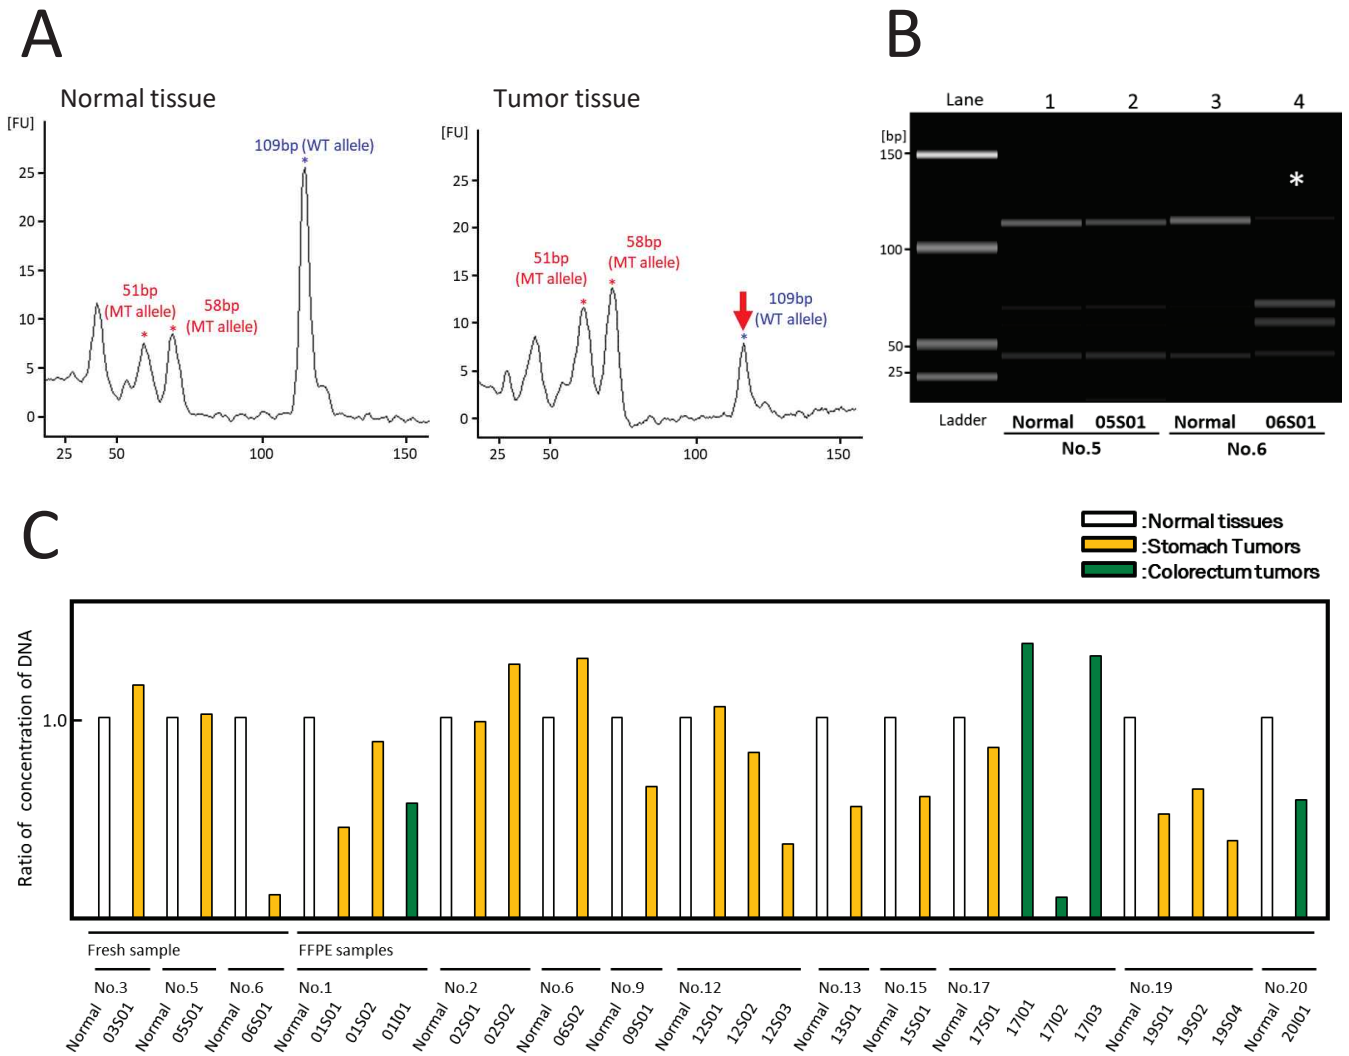 A
B
Normal tissue
Tumor tissue
[FU]
25
20
15
10
5
0
25
50
100
150
109bp (WT allele)
*
51bp
(MT allele)
*
58bp
(MT allele)
*
[FU]
25
20
15
10
5
0
25
50
100
150
51bp
(MT allele)
*
58bp
(MT allele)
*
109bp
(WT allele)
*
Lane 1 2 3 4
[bp]
150
100
50
25
*
Ladder Normal 05S01 Normal 06S01
No.5 No.6
C
:Normal tissues
:Stomach Tumors
:Colorectum tumors
Ratio of concentration of DNA
1.0
Fresh sample FFPE samples
No.3 No.5 No.6 No.1 No.2 No.6 No.9 No.12 No.13 No.15 No.17 No.19 No.20
Normal 03S01 Normal 05S01 Normal 06S01 Normal 01S01 01S02 01I01 Normal 02S01 02S02 Normal 06S02 Normal 09S01 Normal 12S01 12S02 12S03 Normal 13S01 Normal 15S01 Normal 17S01 17I01 17I02 17I03 Normal 19S01 19S02 19S04 Normal 20I01